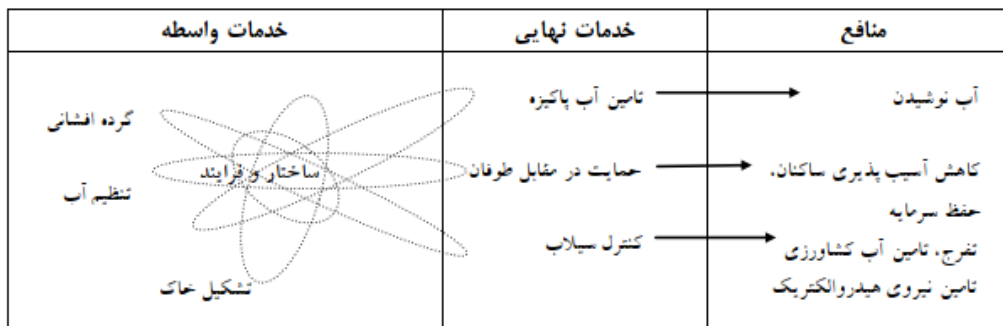 منافع
خدمات نهایی
خدمات واسطه
آب نوشیدن
تامین آب پاکیزه
گرده افشانی
کاهش آسیب پذیری ساکنان،
حفظ سرمایه
حمایت در مقابل طوفان
ساختار و فرایند
تنظیم آب
تفرج، تامین آب کشاورزی
تامین نیروی هیدروالکتریک
کنترل سیلاب
تشکیل خاک